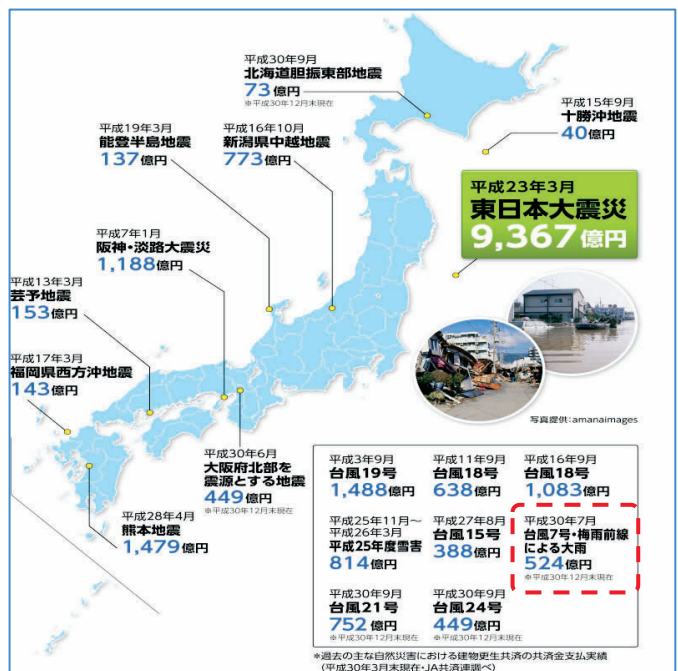 平成30年9月
北海道胆振東部地震
73億円
※平成30年12月末現在
平成15年9月
十勝沖地震
40億円
平成19年3月
能登半島地震
137億円
平成16年10月
新潟県中越地震
773億円
平成23年3月
東日本大震災
9,367億円
平成7年1月
阪神・淡路大震災
1,188億円
平成13年3月
芸予地震
153億円
平成17年3月
福岡県西方沖地震
143億円
写真提供:amanaimages
平成30年6月
大阪府北部を
震源とする地震
449億円
※平成30年12月末現在
平成28年4月
熊本地震
1,479億円
平成3年9月
台風19号
1,488億円
平成11年9月
台風18号
638億円
平成16年9月
台風18号
1,083億円
平成25年11月〜
平成26年3月
平成25年度雪害
814億円
平成27年8月
台風15号
388億円
平成30年7月
台風7号・梅雨前線
による大雨
524億円
※平成30年12月末現在
平成30年9月
台風21号
752億円
※平成30年12月末現在
平成30年9月
台風24号
449億円
※平成30年12月末現在
*過去の主な自然災害における建物更生共済の共済金支払実績
(平成30年3月末現在・JA共済連調べ)